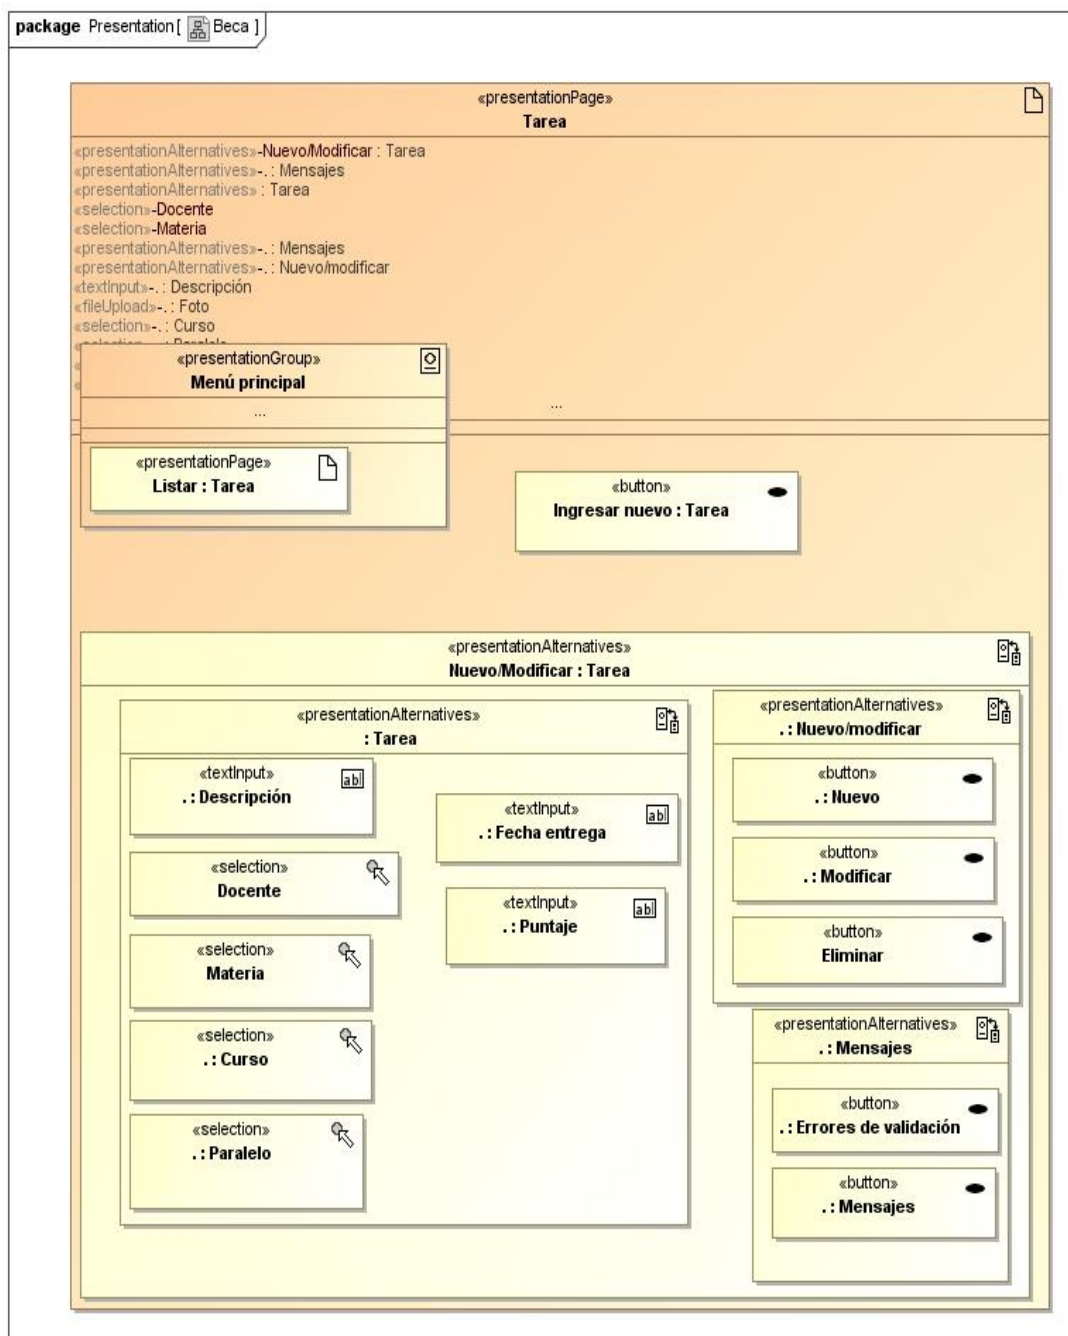 package Presentation [ Beca ]
«presentationPage»
Tarea
«presentationAlternatives»-Nuevo/Modificar : Tarea
«presentationAlternatives»-. : Mensajes
«presentationAlternatives» : Tarea
«selection»-Docente
«selection»-Materia
«presentationAlternatives»-. : Mensajes
«presentationAlternatives»-. : Nuevo/modificar
«textInput»-. : Descripción
«fileUpload»-. : Foto
«selection»-. : Curso
...
«presentationGroup»
Menú principal
...
«presentationPage»
Listar : Tarea
«button»
Ingresar nuevo : Tarea
«presentationAlternatives»
Nuevo/Modificar : Tarea
«presentationAlternatives»
: Tarea
«textInput»
ab|
. : Descripción
«selection»
Docente
«selection»
Materia
«selection»
. : Curso
«selection»
. : Paralelo
«textInput»
ab|
. : Fecha entrega
«textInput»
ab|
. : Puntaje
«presentationAlternatives»
. : Nuevo/modificar
«button»
. : Nuevo
«button»
. : Modificar
«button»
Eliminar
«presentationAlternatives»
. : Mensajes
«button»
. : Errores de validación
«button»
. : Mensajes